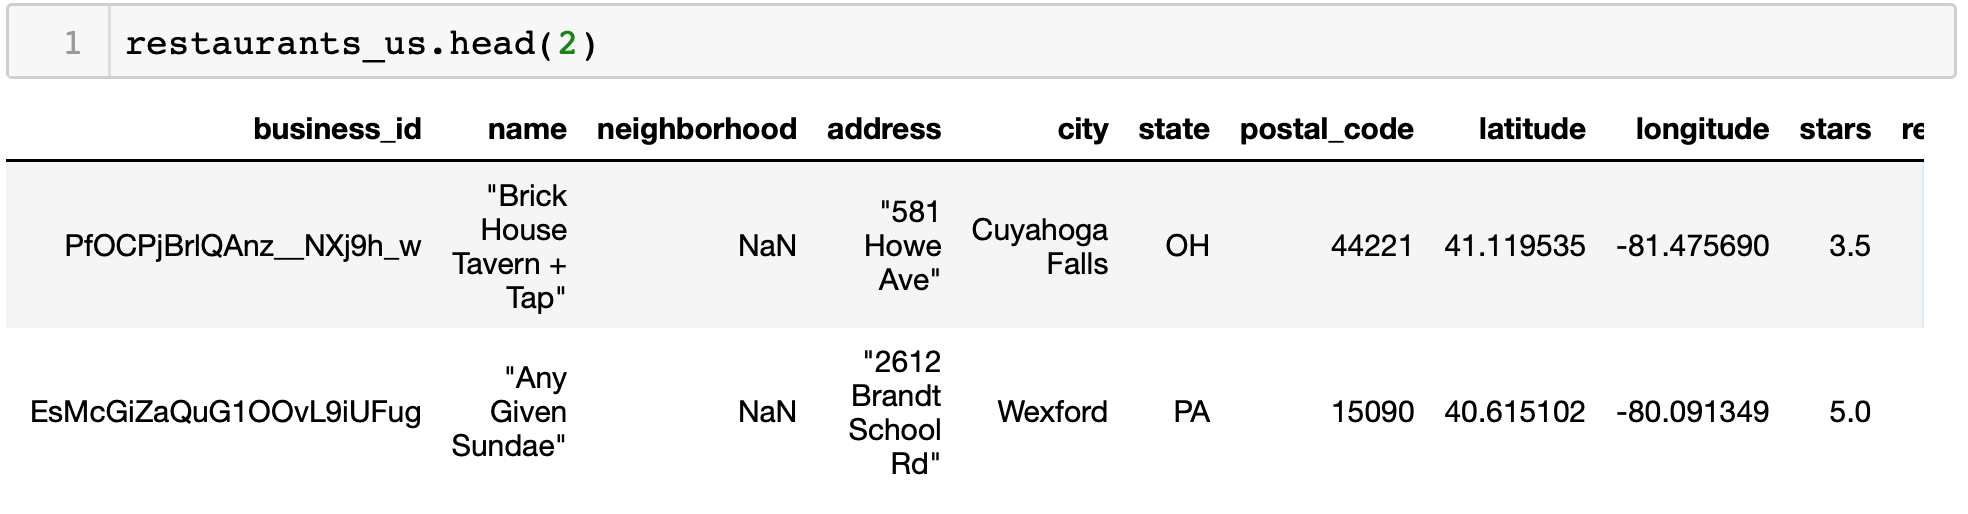 1 restaurants_us.head(2)
business_id name neighborhood address city state postal_code latitude longitude stars re
PfOCPjBrlQAnz__NXj9h_w "Brick House Tavern + Tap" NaN "581 Howe Ave" Cuyahoga Falls OH 44221 41.119535 -81.475690 3.5
EsMcGiZaQuG1OOvL9iUFug "Any Given Sundae" NaN "2612 Brandt School Rd" Wexford PA 15090 40.615102 -80.091349 5.0